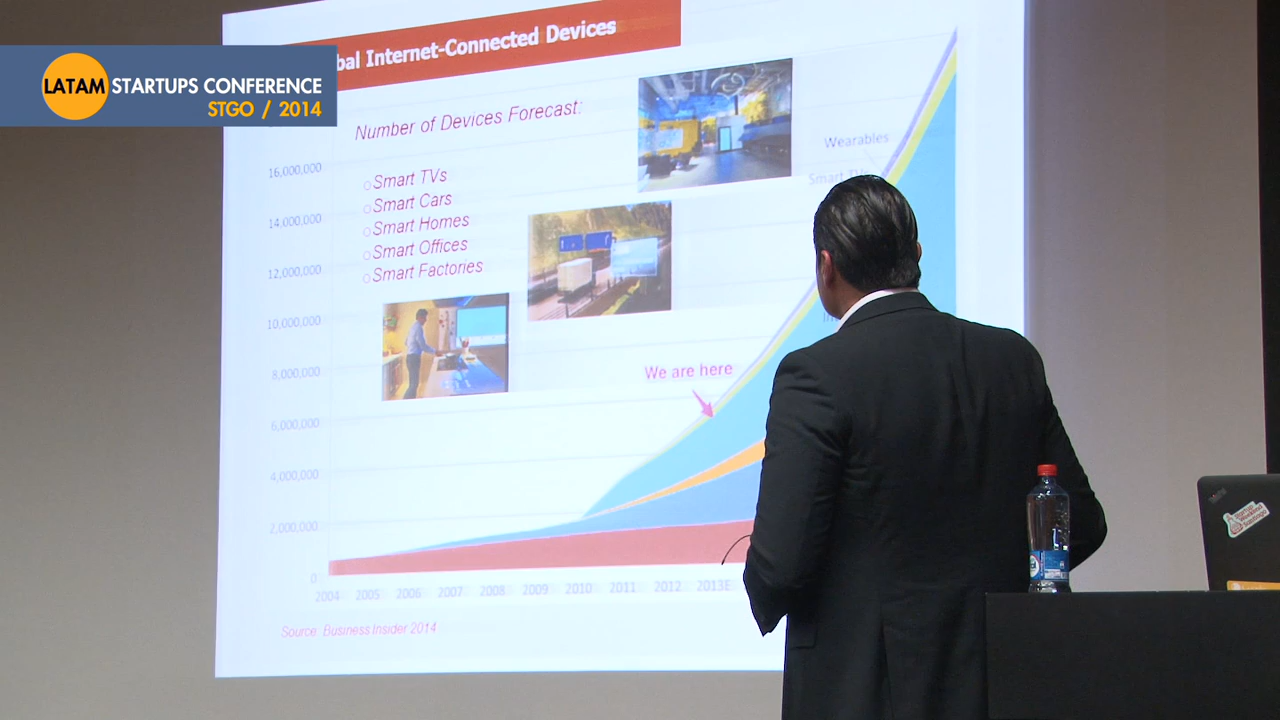 LATAM STARTUPS CONFERENCE
STGO / 2014
bal Internet-Connected Devices
Number of Devices Forecast:
Smart TVs
Smart Cars
Smart Homes
Smart Offices
Smart Factories
Wearables
Smart TVs
We are here
16,000,000
14,000,000
12,000,000
10,000,000
8,000,000
6,000,000
4,000,000
2,000,000
0
2004 2005 2006 2007 2008 2009 2010 2011 2012 2013E
Source: Business Insider 2014